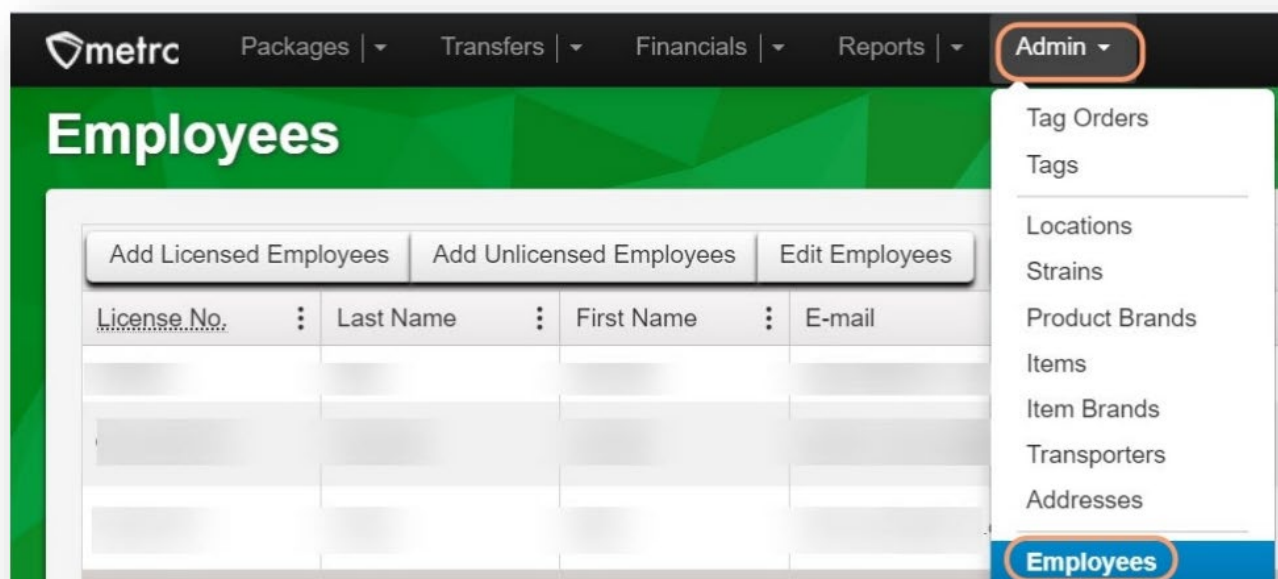 metrc Packages Transfers Financials Reports Admin
Employees
Tag Orders
Tags
Locations
Strains
Product Brands
Items
Item Brands
Transporters
Addresses
Employees
Add Licensed Employees Add Unlicensed Employees Edit Employees
License No. Last Name First Name E-mail